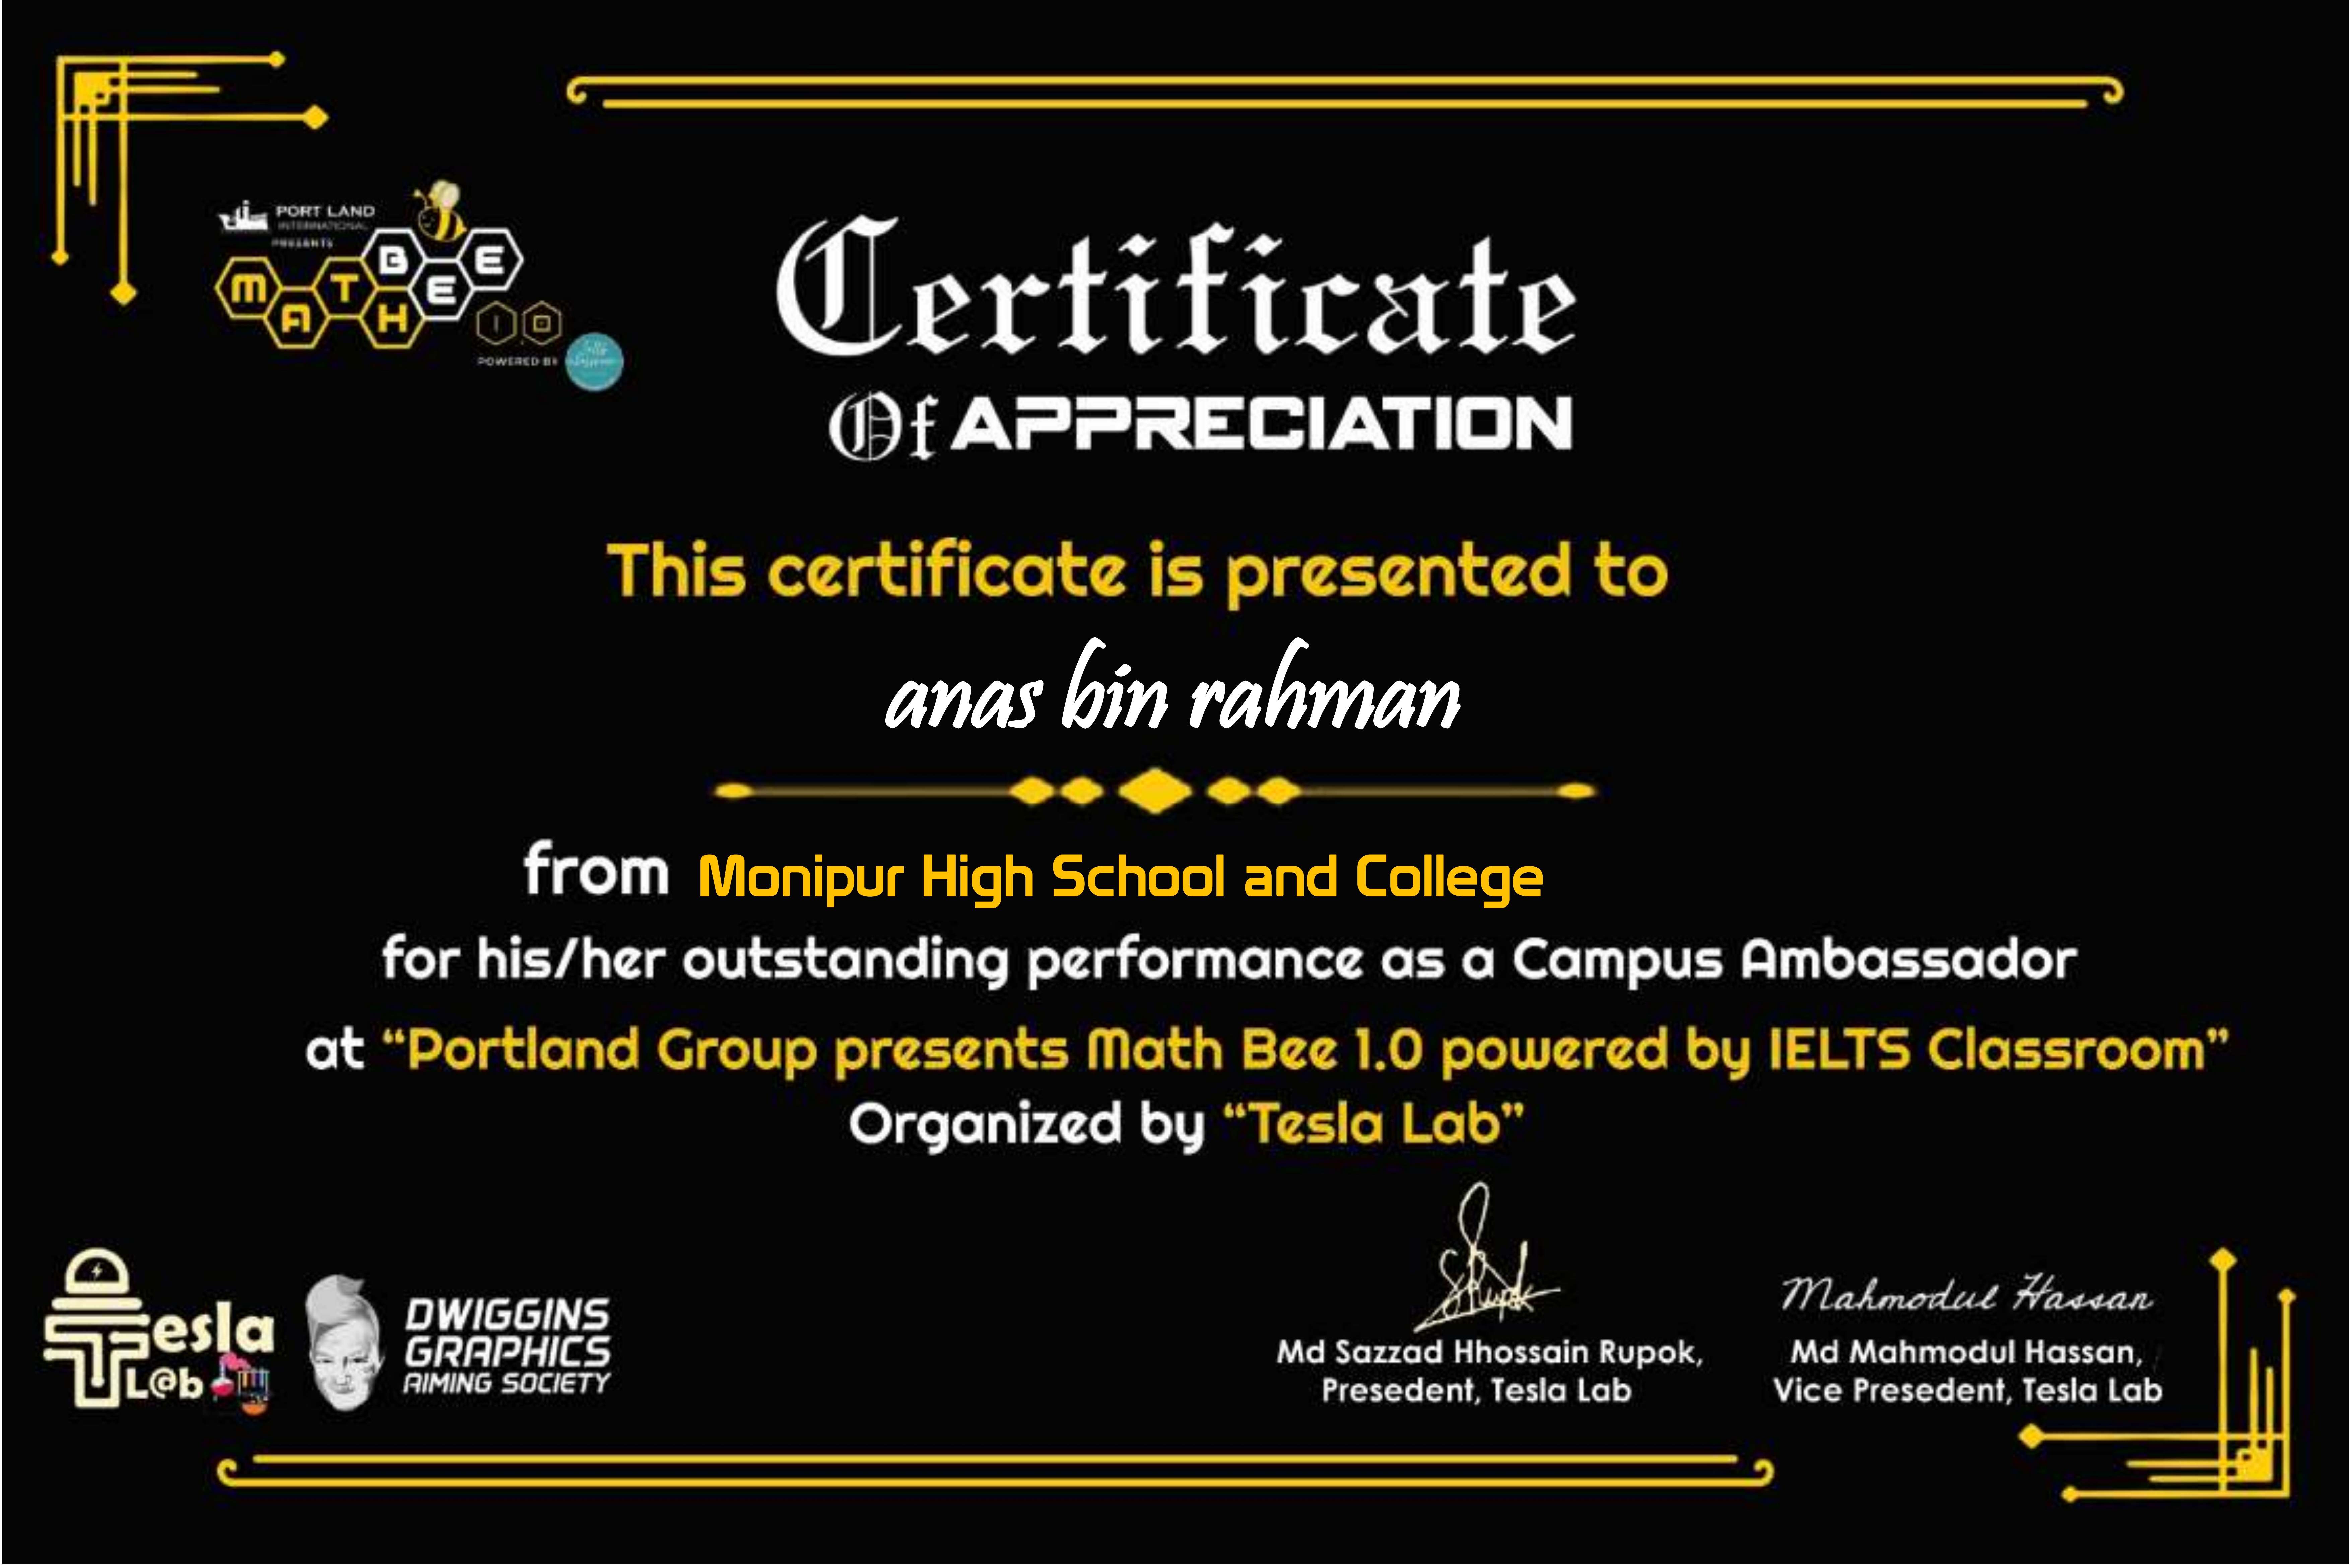 PORT LAND
INTERNATIONAL
PRESENTS
MATH BEE
1.0
POWERED BY
Certificate
Of APPRECIATION
This certificate is presented to
anas bin rahman
from Monipur High School and College
for his/her outstanding performance as a Campus Ambassador
at “Portland Group presents Math Bee 1.0 powered by IELTS Classroom”
Organized by “Tesla Lab”
Tesla
L@b
DWIGGINS
GRAPHICS
AIMING SOCIETY
Mahmodul Hassan
Md Sazzad Hhossain Rupok,
Presedent, Tesla Lab
Md Mahmodul Hassan,
Vice Presedent, Tesla Lab